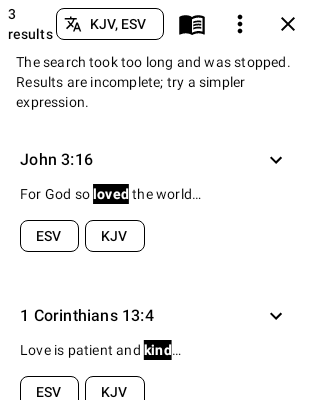 3
results
KJV, ESV
The search took too long and was stopped.
Results are incomplete; try a simpler
expression.
John 3:16
For God so loved the world…
ESV KJV
1 Corinthians 13:4
Love is patient and kind…
ESV KJV